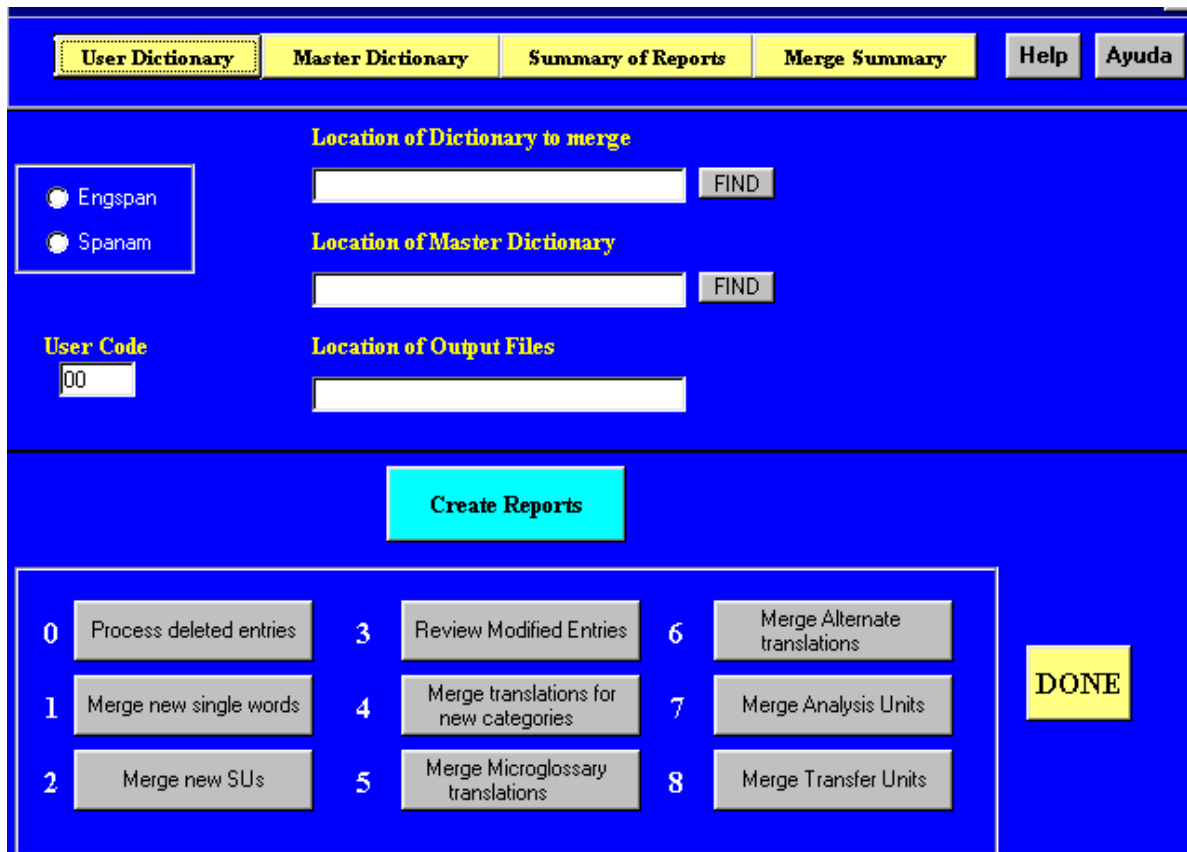 User Dictionary Master Dictionary Summary of Reports Merge Summary Help Ayuda
Location of Dictionary to merge
FIND
Engspan
Spanam
Location of Master Dictionary
FIND
User Code
00
Location of Output Files
Create Reports
0 Process deleted entries
3 Review Modified Entries
6 Merge Alternate
translations
1 Merge new single words
4 Merge translations for
new categories
7 Merge Analysis Units
2 Merge new SUs
5 Merge Microglossary
translations
8 Merge Transfer Units
DONE